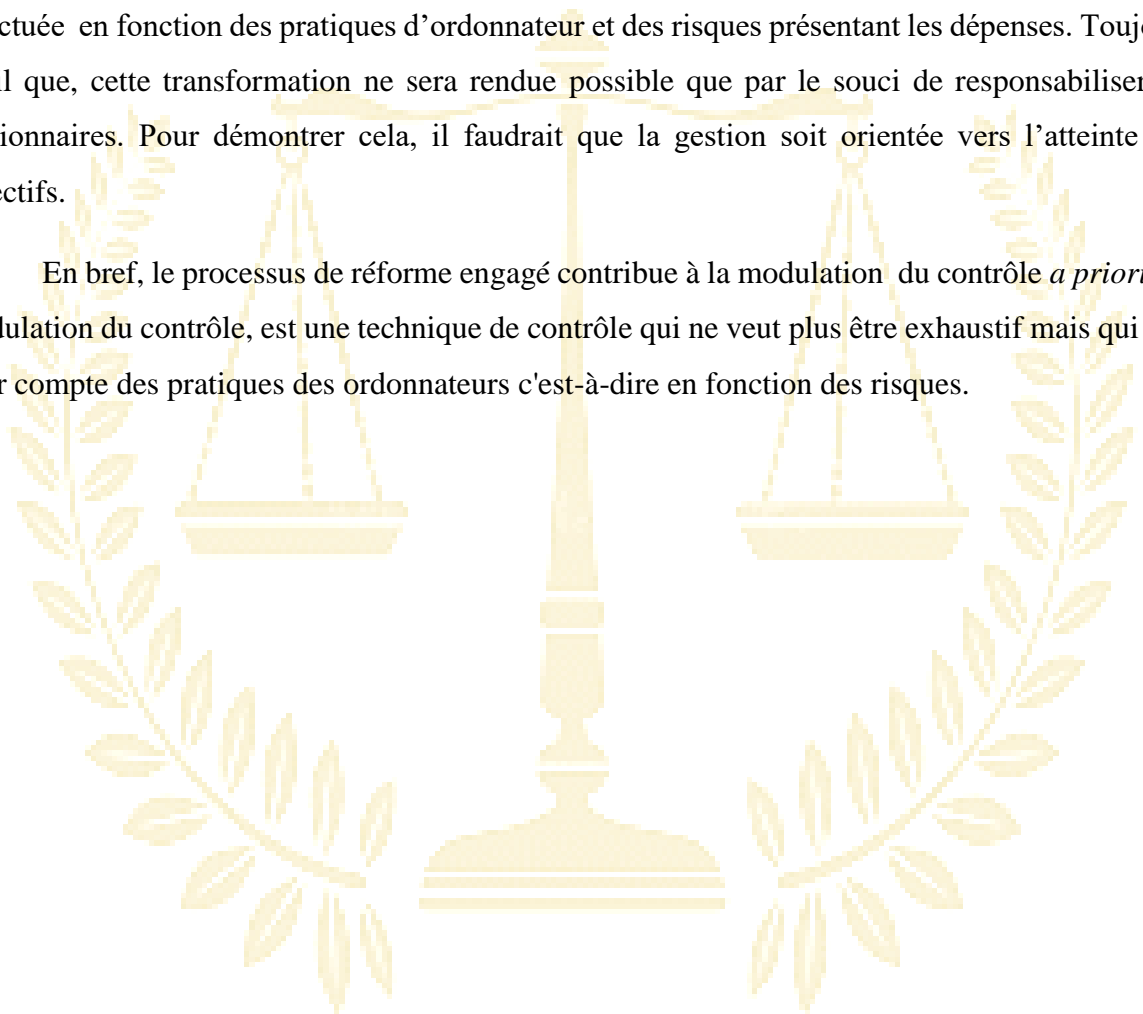 ctuée en fonction des pratiques d’ordonnateur et des risques présentant les dépenses. Toujo
il que, cette transformation ne sera rendue possible que par le souci de responsabiliser
ionnaires. Pour démontrer cela, il faudrait que la gestion soit orientée vers l’atteinte
ectifs.
En bref, le processus de réforme engagé contribue à la modulation du contrôle a priori
dulation du contrôle, est une technique de contrôle qui ne veut plus être exhaustif mais qui
r compte des pratiques des ordonnateurs c'est-à-dire en fonction des risques.